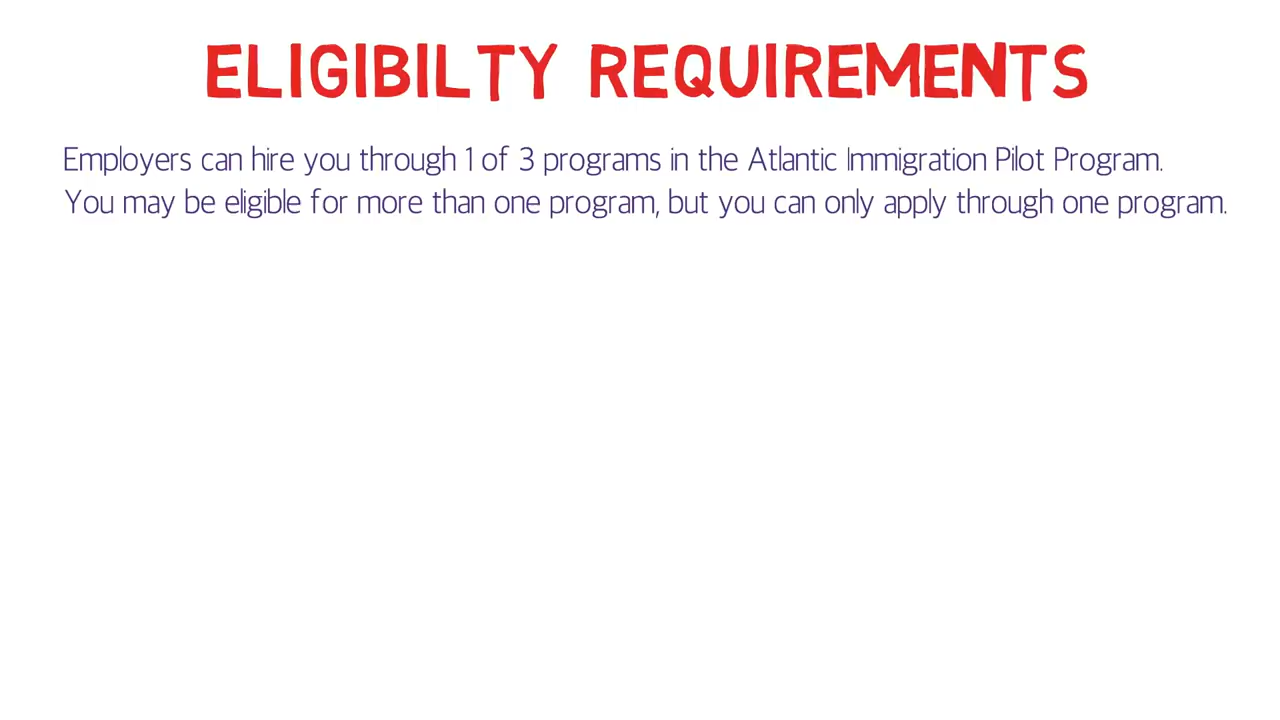 ELIGIBILTY REQUIREMENTS
Employers can hire you through 1 of 3 programs in the Atlantic Immigration Pilot Program.
You may be eligible for more than one program, but you can only apply through one program.